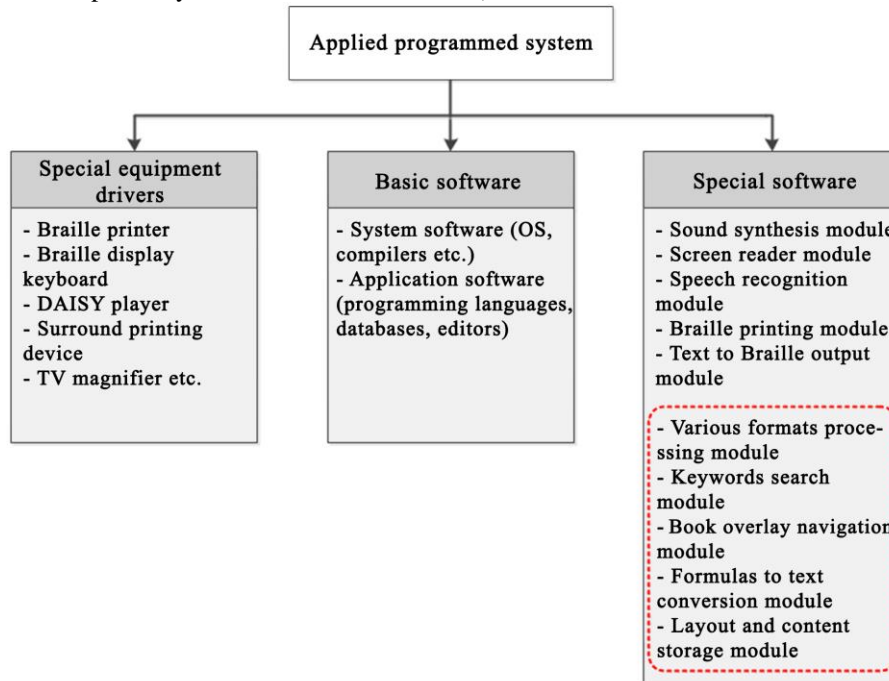 Applied programmed system
Special equipment
drivers
- Braille printer
- Braille display
keyboard
- DAISY player
- Surround printing
device
- TV magnifier etc.
Basic software
- System software (OS,
compilers etc.)
- Application software
(programming languages,
databases, editors)
Special software
- Sound synthesis module
- Screen reader module
- Speech recognition
module
- Braille printing module
- Text to Braille output
module
- Various formats proce-
ssing module
- Keywords search
module
- Book overlay navigation
module
- Formulas to text
conversion module
- Layout and content
storage module